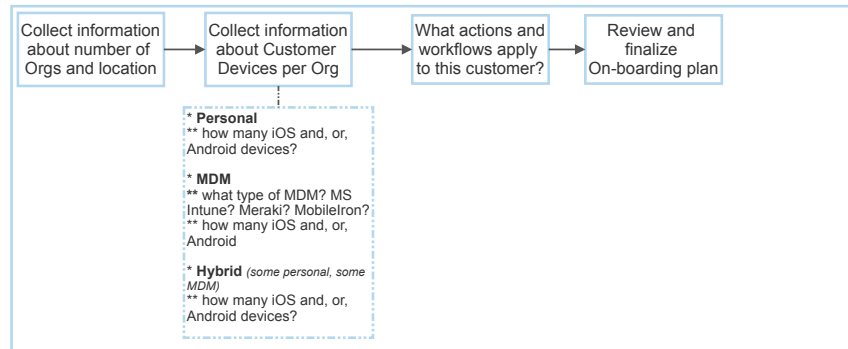 Collect information
about number of
Orgs and location
Collect information
about Customer
Devices per Org
What actions and
workflows apply
to this customer?
Review and
finalize
On-boarding plan
* Personal
** how many iOS and, or,
Android devices?
* MDM
** what type of MDM? MS
Intune? Meraki? MobileIron?
** how many iOS and, or,
Android
* Hybrid (some personal, some
MDM)
** how many iOS and, or,
Android devices?